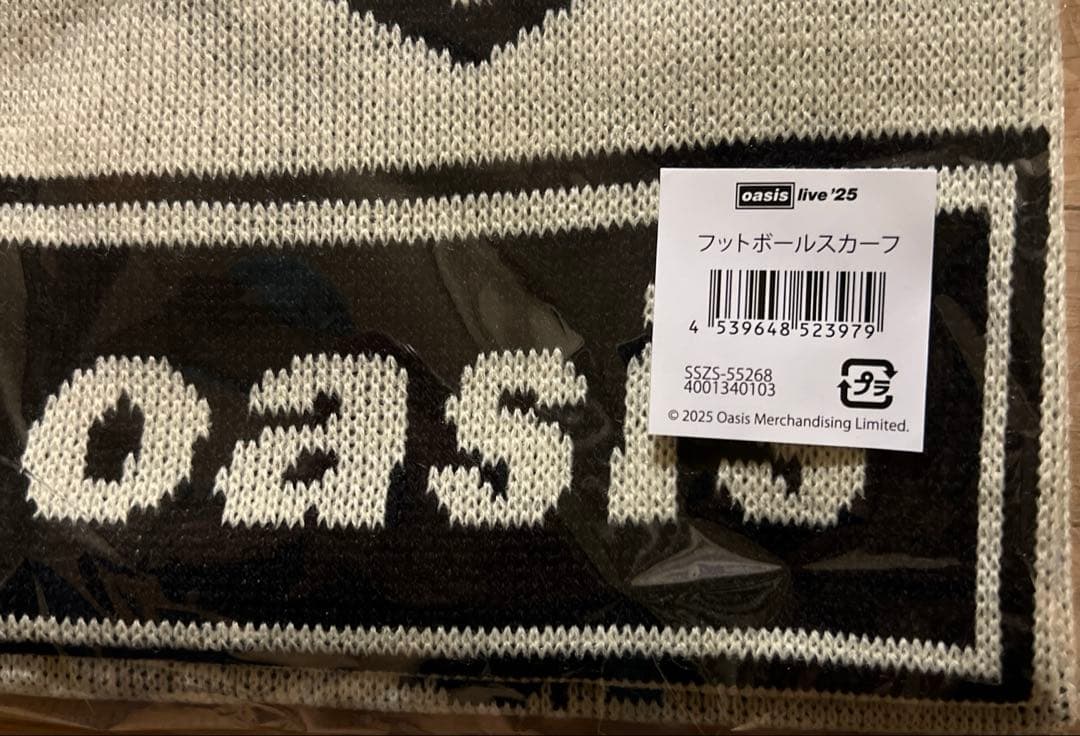 oasis live '25
フットボールスカーフ
4 539648 523979
SSZS-55268
4001340103
プラ
© 2025 Oasis Merchandising Limited.
oasis